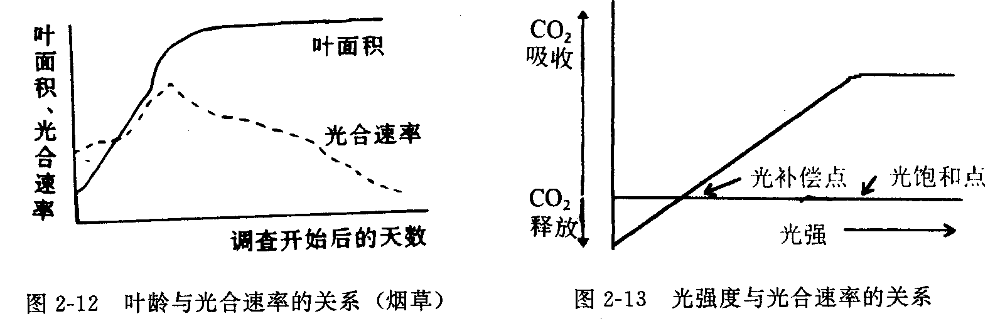 叶面积、光合速率
叶面积
光合速率
调查开始后的天数
图 2-12 叶龄与光合速率的关系（烟草）
CO₂
吸收
CO₂
释放
光补偿点
光饱和点
光强
图 2-13 光强度与光合速率的关系